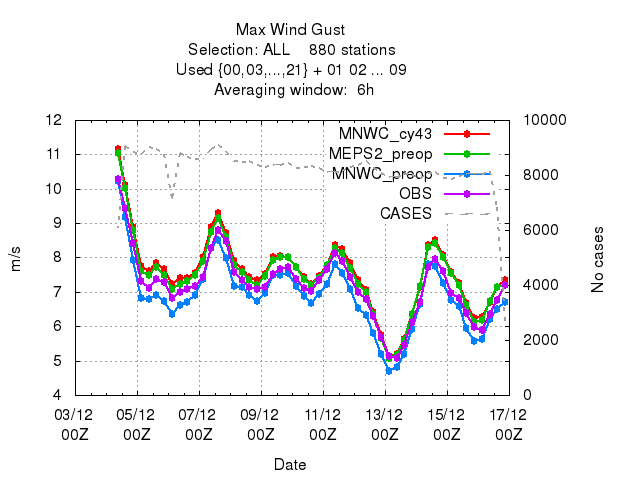 Max Wind Gust
Selection: ALL    880 stations
Used {00,03,...,21} + 01 02 ... 09
Averaging window:  6h
12
11
10
9
8
7
6
5
4
m/s
10000
8000
6000
4000
2000
0
No cases
MNWC_cy43
MEPS2_preop
MNWC_preop
OBS
CASES
03/12 05/12 07/12 09/12 11/12 13/12 15/12 17/12
00Z 00Z 00Z 00Z 00Z 00Z 00Z 00Z
Date